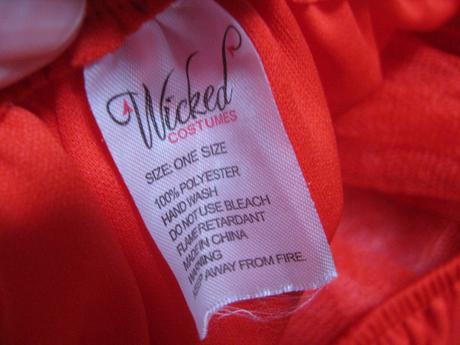 Wicked
COSTUMES
SIZE: ONE SIZE
100% POLYESTER
HAND WASH
DO NOT USE BLEACH
FLAME RETARDANT
MADE IN CHINA
WARNING
KEEP AWAY FROM FIRE.